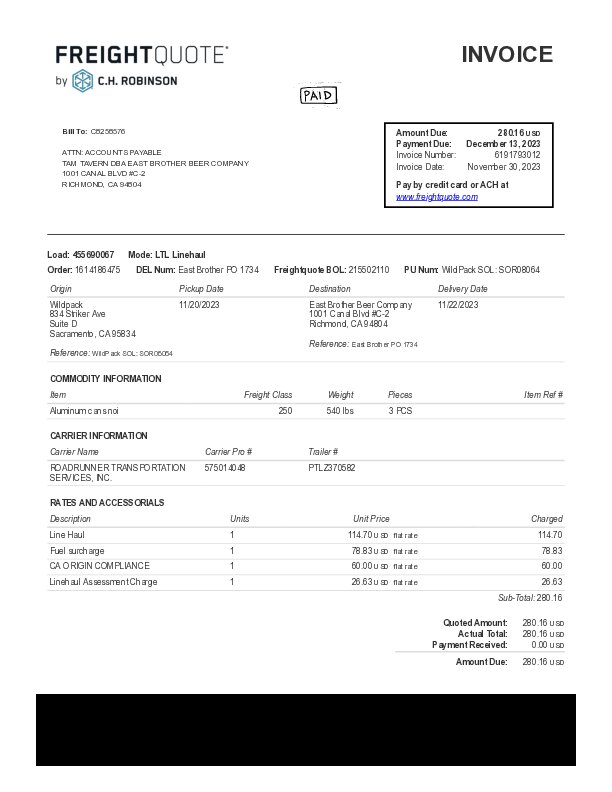 FREIGHTQUOTE®
by C.H. ROBINSON
INVOICE
PAID
Bill To: C8258576
ATTN: ACCOUNTS PAYABLE
TAM TAVERN DBA EAST BROTHER BEER COMPANY
1001 CANAL BLVD #C-2
RICHMOND, CA 94804
Amount Due: 280.16 USD
Payment Due: December 13, 2023
Invoice Number: 6191793012
Invoice Date: November 30, 2023
Pay by credit card or ACH at
www.freightquote.com
Load: 455690067 Mode: LTL Linehaul
Order: 1614186475 DEL Num: East Brother PO 1734 Freightquote BOL: 215502110 PU Num: WildPack SOL: SOR08064
Origin Pickup Date Destination Delivery Date
Wildpack 11/20/2023 East Brother Beer Company 11/22/2023
834 Striker Ave 1001 Canal Blvd #C-2
Suite D Richmond, CA 94804
Sacramento, CA 95834
Reference: East Brother PO 1734
Reference: WildPack SOL: SOR08064
COMMODITY INFORMATION
Item Freight Class Weight Pieces Item Ref #
Aluminum cans noi 250 540 lbs 3 PCS
CARRIER INFORMATION
Carrier Name Carrier Pro # Trailer #
ROADRUNNER TRANSPORTATION 575014048 PTLZ370582
SERVICES, INC.
RATES AND ACCESSORIALS
Description Units Unit Price Charged
Line Haul 1 114.70 USD flat rate 114.70
Fuel surcharge 1 78.83 USD flat rate 78.83
CA ORIGIN COMPLIANCE 1 60.00 USD flat rate 60.00
Linehaul Assessment Charge 1 26.63 USD flat rate 26.63
Sub-Total: 280.16
Quoted Amount: 280.16 USD
Actual Total: 280.16 USD
Payment Received: 0.00 USD
Amount Due: 280.16 USD